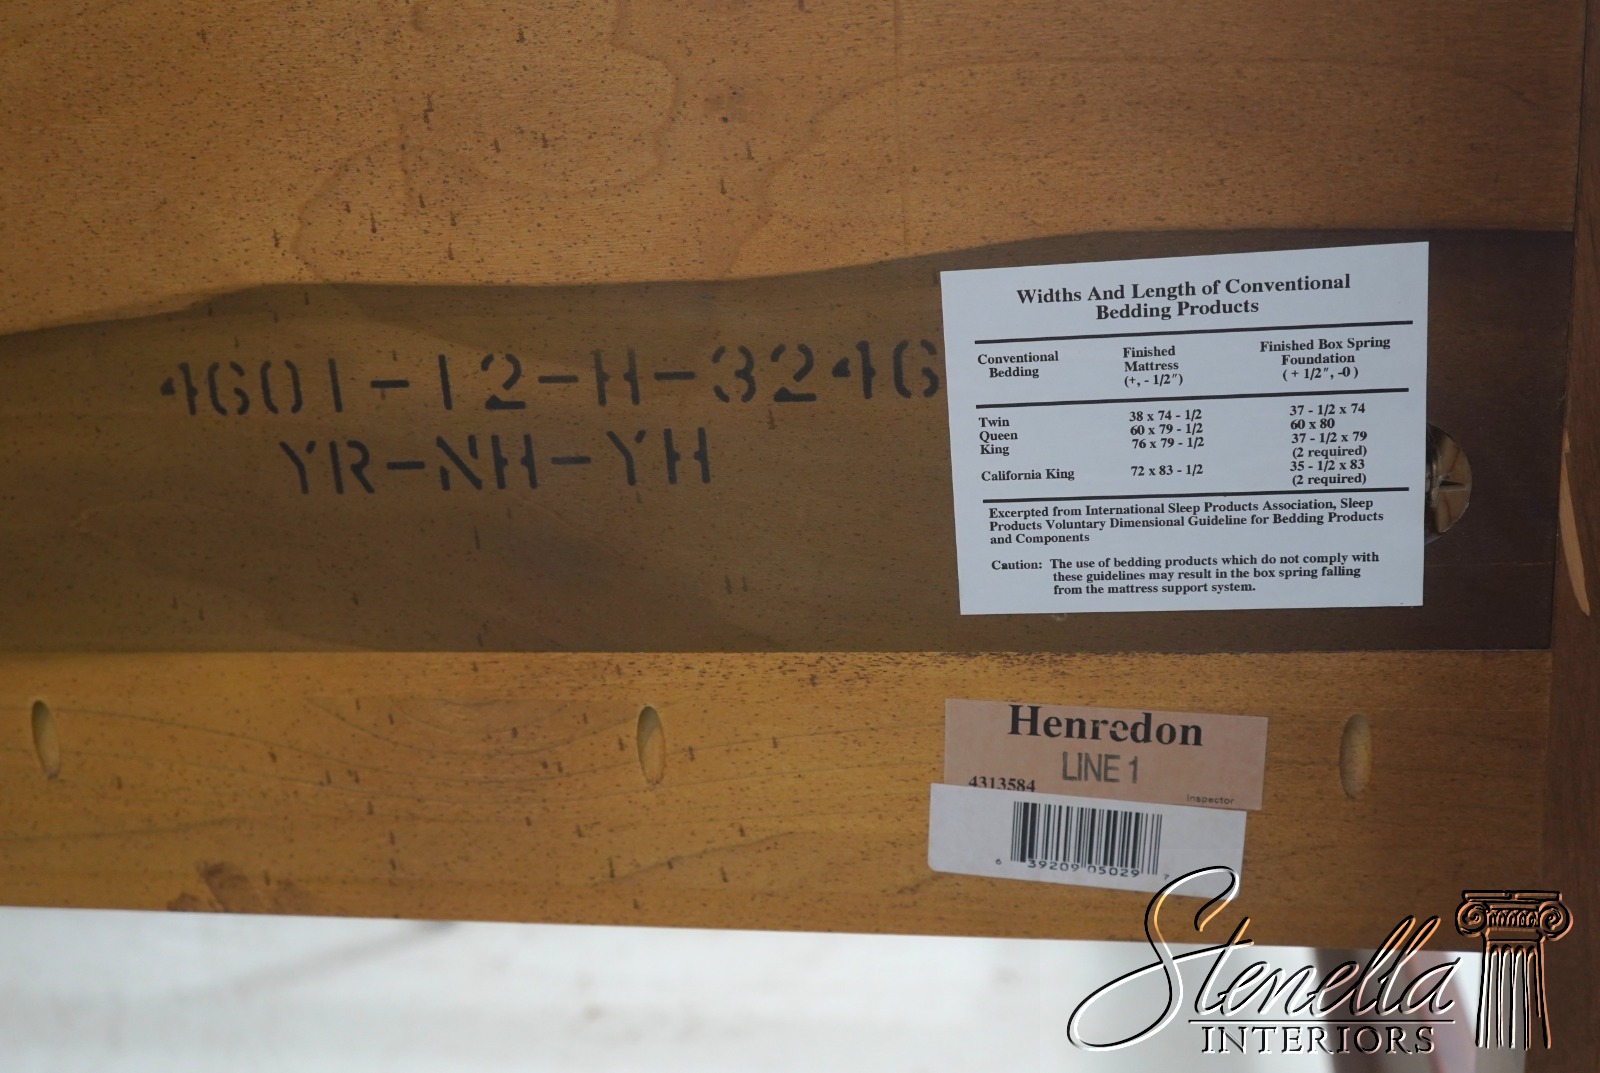 4601-12-H-3246
YR-NH-YH
Widths And Length of Conventional
Bedding Products
Conventional Bedding Finished Mattress (+, - 1/2") Finished Box Spring Foundation ( + 1/2", -0 )
Twin 38 x 74 - 1/2 37 - 1/2 x 74
Queen 60 x 79 - 1/2 60 x 80
King 76 x 79 - 1/2 37 - 1/2 x 79
(2 required)
California King 72 x 83 - 1/2 35 - 1/2 x 83
(2 required)
Excerpted from International Sleep Products Association, Sleep
Products Voluntary Dimensional Guideline for Bedding Products
and Components
Caution: The use of bedding products which do not comply with
these guidelines may result in the box spring falling
from the mattress support system.
Henredon
LINE 1
4313584
Inspector
6 39209 05029 7
Stenella
INTERIORS